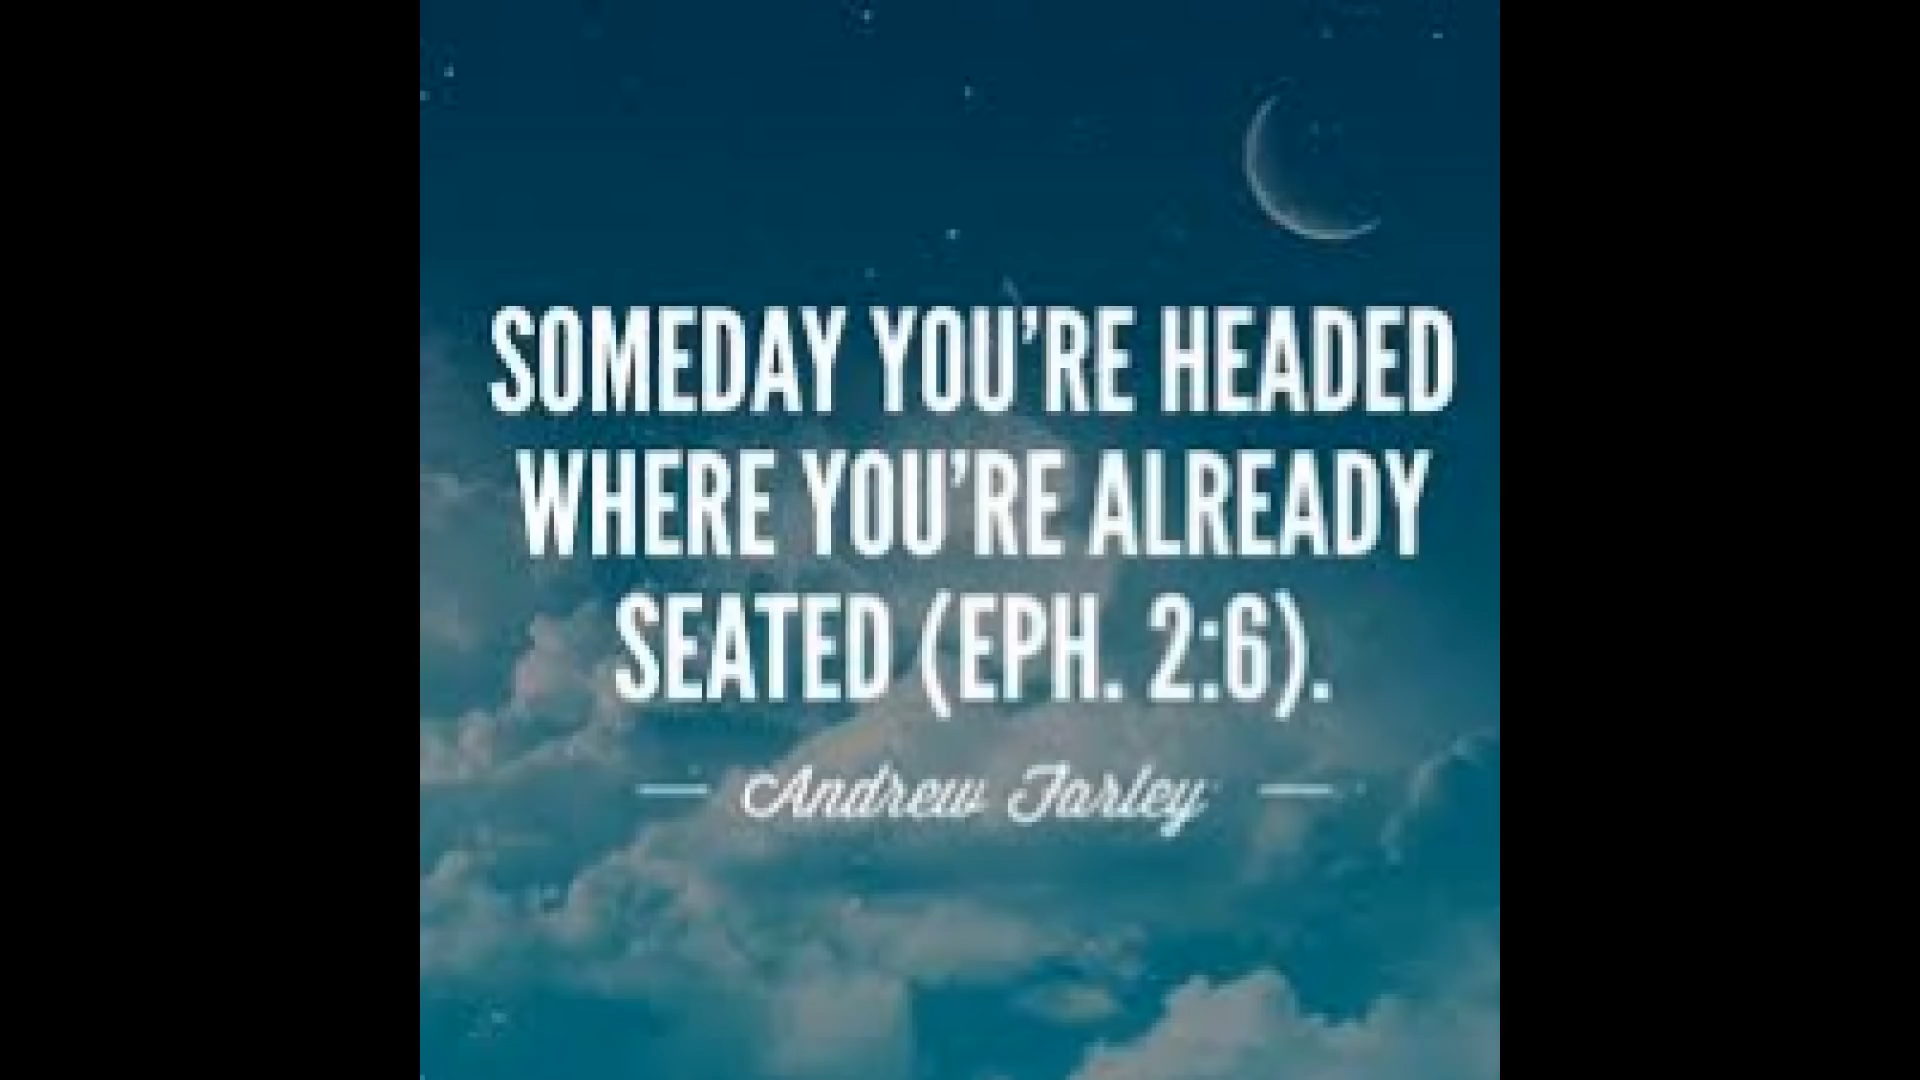 SOMEDAY YOU'RE HEADED
WHERE YOU'RE ALREADY
SEATED (EPH. 2:6).
— Andrew Farley —